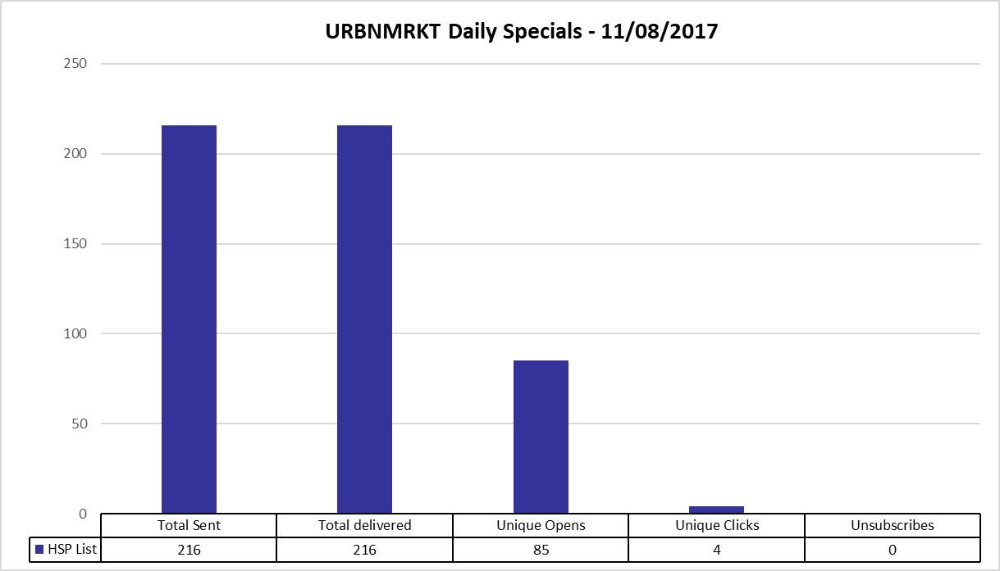 URBNMRKT Daily Specials - 11/08/2017
250
200
150
100
50
0
Total Sent Total delivered Unique Opens Unique Clicks Unsubscribes
HSP List 216 216 85 4 0